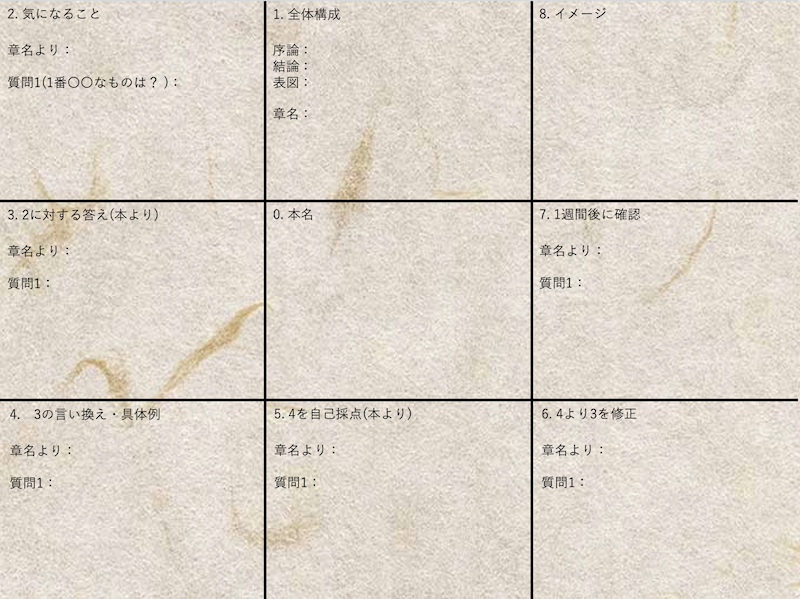 2. 気になること
章名より：
質問1(1番〇〇なものは？)：
1. 全体構成
序論：
結論：
表図：
章名：
8. イメージ
3. 2に対する答え(本より)
章名より：
質問1：
0. 本名
7. 1週間後に確認
章名より：
質問1：
4.　3の言い換え・具体例
章名より：
質問1：
5. 4を自己採点(本より)
章名より：
質問1：
6. 4より3を修正
章名より：
質問1：